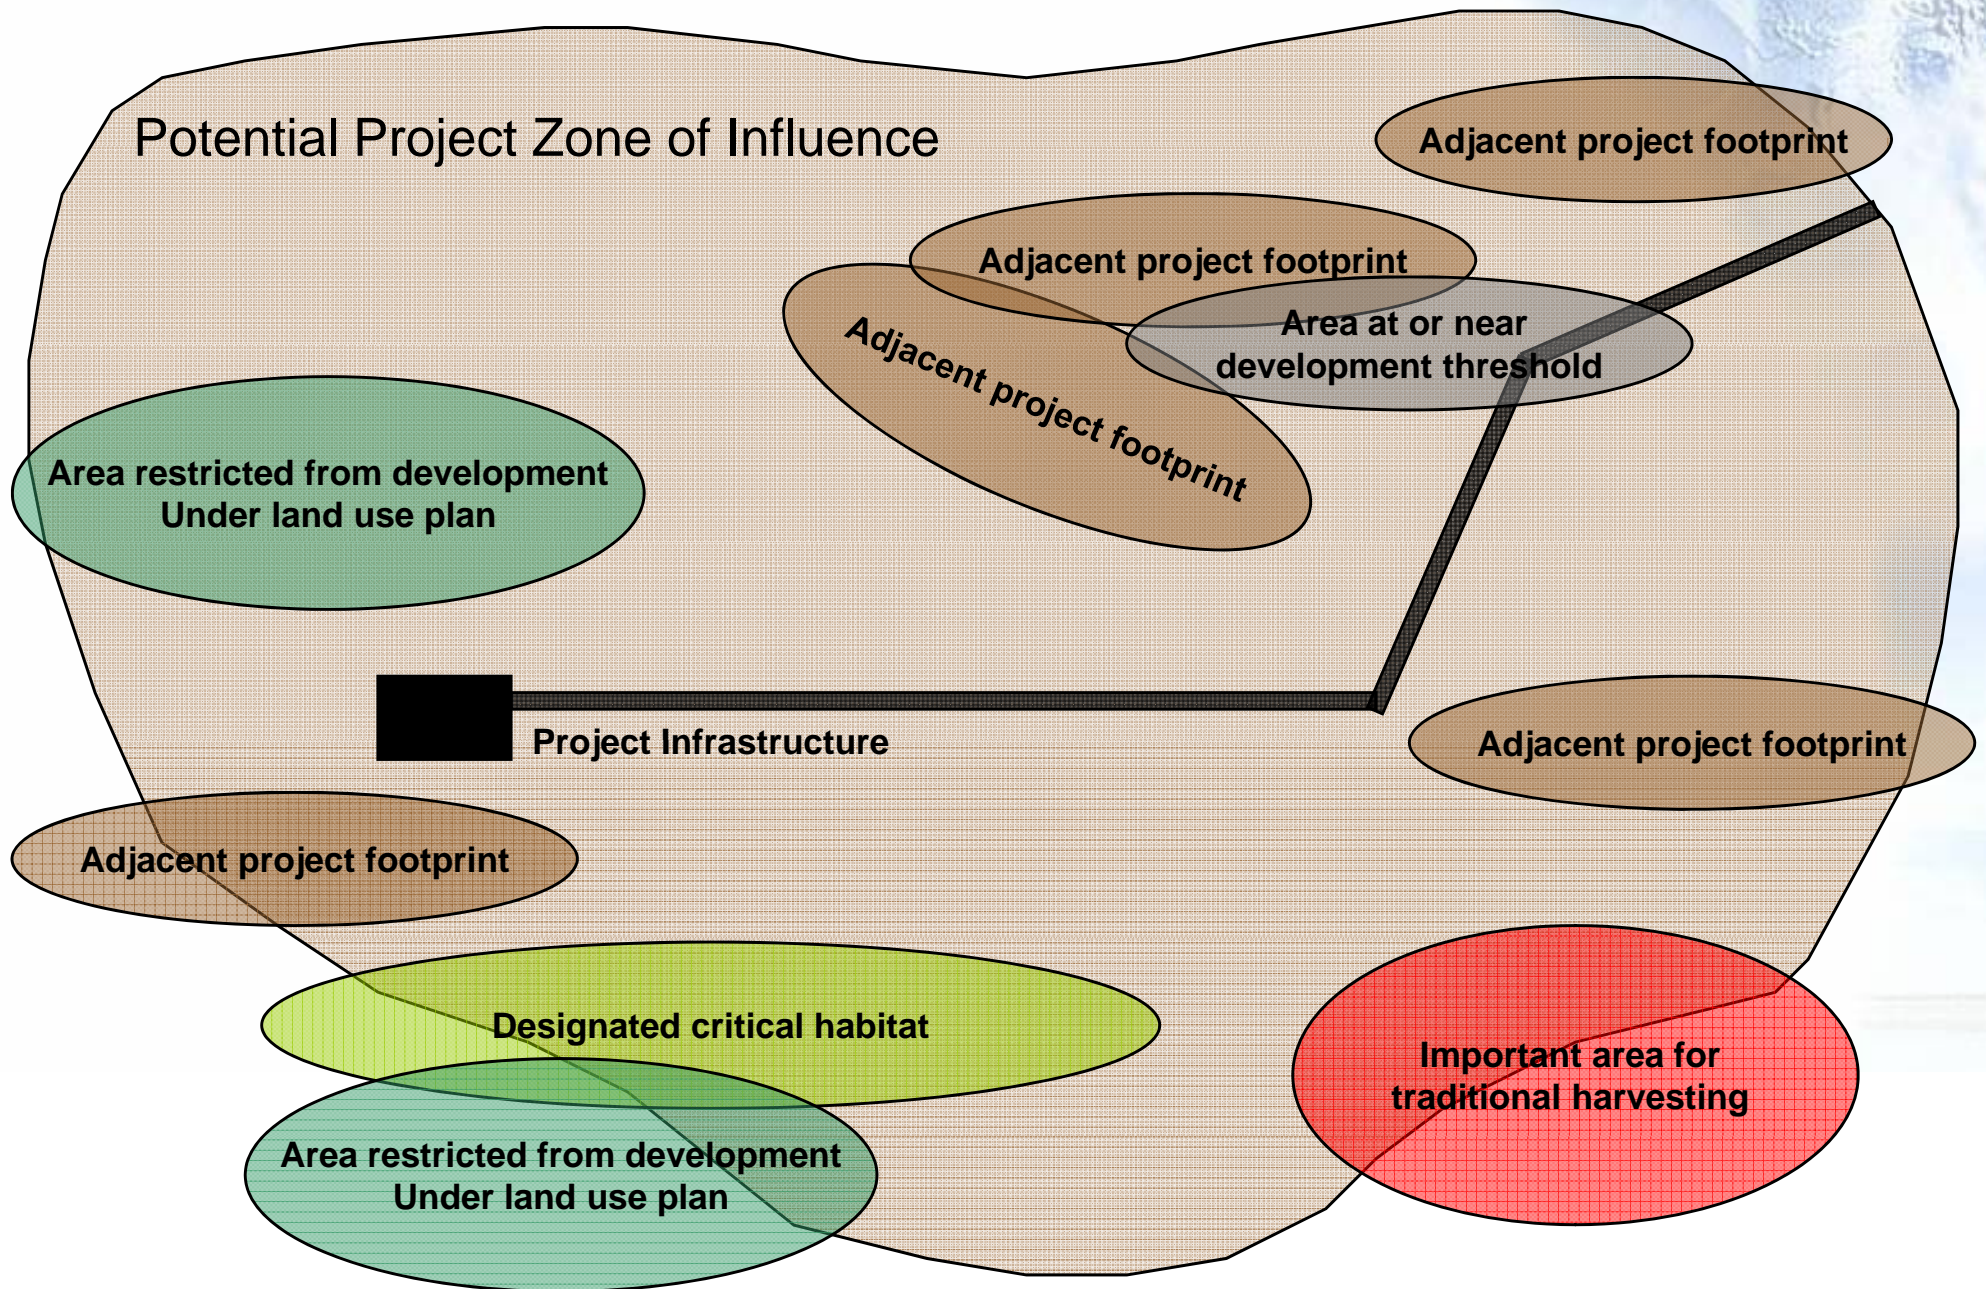 Potential Project Zone of Influence
Adjacent project footprint
Adjacent project footprint
Area at or near
development threshold
Adjacent project footprint
Area restricted from development
Under land use plan
Project Infrastructure
Adjacent project footprint
Adjacent project footprint
Designated critical habitat
Important area for
traditional harvesting
Area restricted from development
Under land use plan